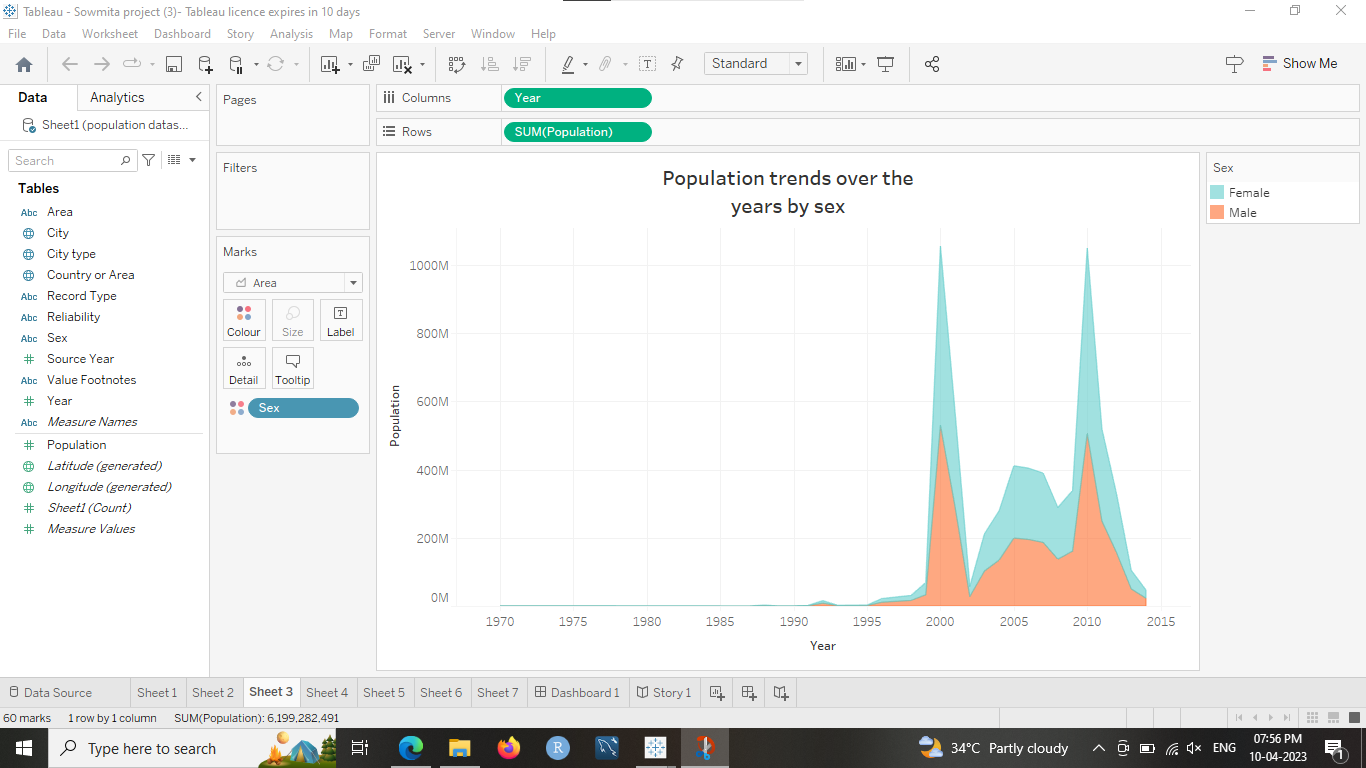 Tableau - Sowmita project (3)- Tableau licence expires in 10 days
File Data Worksheet Dashboard Story Analysis Map Format Server Window Help
Standard
Show Me
Data Analytics
Sheet1 (population datas...
Search
Tables
Abc Area
City
City type
Country or Area
Abc Record Type
Abc Reliability
Abc Sex
Source Year
Abc Value Footnotes
Year
Abc Measure Names
Population
Latitude (generated)
Longitude (generated)
Sheet1 (Count)
Measure Values
Pages
Filters
Marks
Area
Colour Size Label
Detail Tooltip
Sex
Columns Year
Rows SUM(Population)
Population trends over the
years by sex
1000M
800M
600M
400M
200M
0M
Population
1970 1975 1980 1985 1990 1995 2000 2005 2010 2015
Year
Sex
Female
Male
Data Source Sheet 1 Sheet 2 Sheet 3 Sheet 4 Sheet 5 Sheet 6 Sheet 7 Dashboard 1 Story 1
60 marks 1 row by 1 column SUM(Population): 6,199,282,491
Type here to search
R
34°C Partly cloudy
ENG
07:56 PM
10-04-2023
1